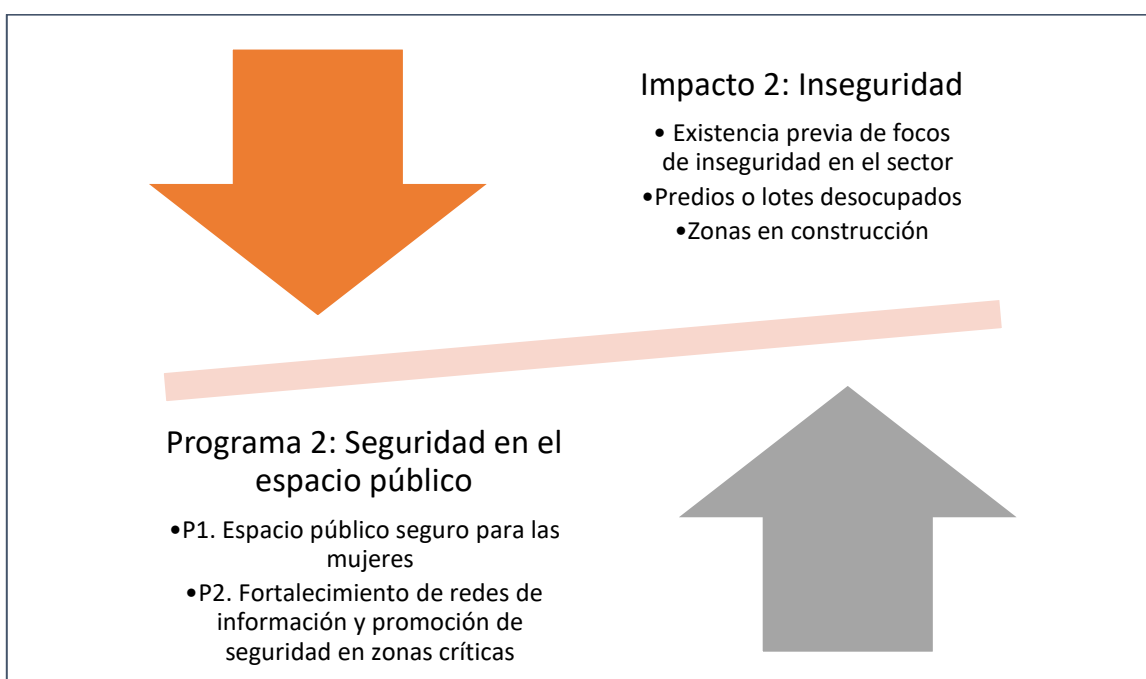 Impacto 2: Inseguridad
• Existencia previa de focos
de inseguridad en el sector
•Predios o lotes desocupados
•Zonas en construcción
Programa 2: Seguridad en el
espacio público
•P1. Espacio público seguro para las
mujeres
•P2. Fortalecimiento de redes de
información y promoción de
seguridad en zonas críticas